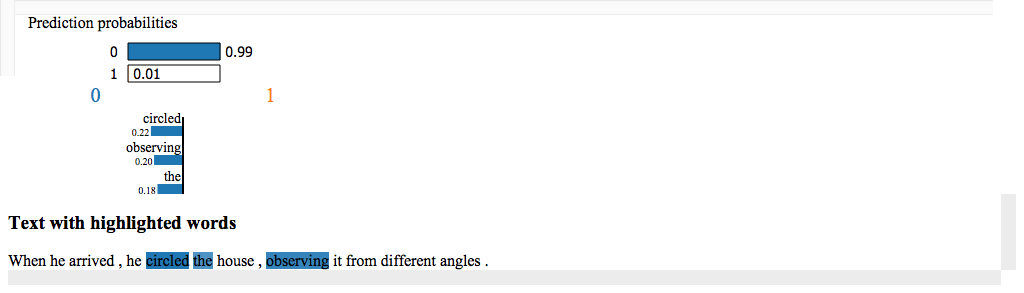 Prediction probabilities
0 0.99
1 0.01
0 1
circled
0.22
observing
0.20
the
0.18
Text with highlighted words
When he arrived , he circled the house , observing it from different angles .